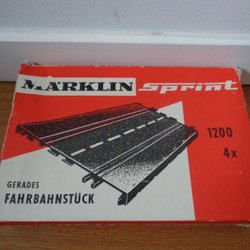 MÄRKLIN Sprint
1200
4x
GERADES
FAHRBAHNSTÜCK